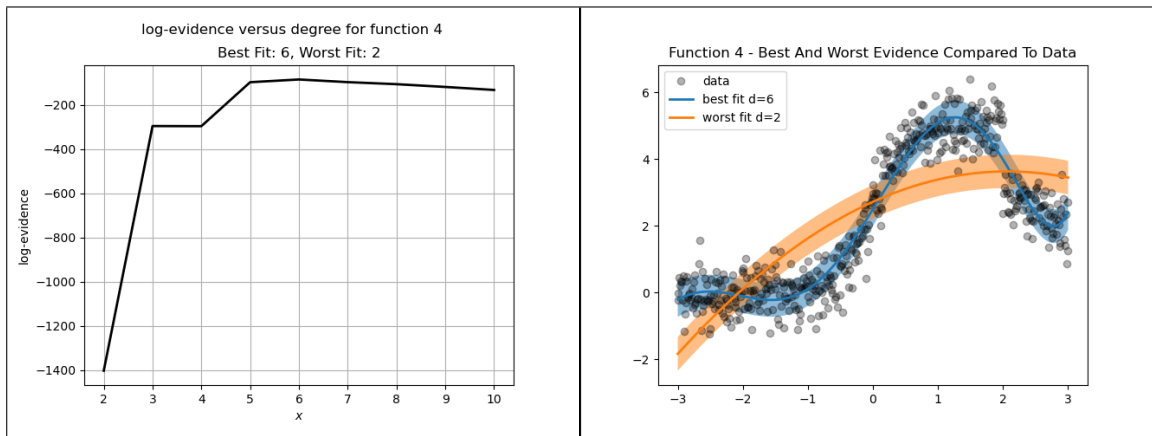 log-evidence versus degree for function 4
Best Fit: 6, Worst Fit: 2
log-evidence
−200
−400
−600
−800
−1000
−1200
−1400
2 3 4 5 6 7 8 9 10
x
Function 4 - Best And Worst Evidence Compared To Data
data
best fit d=6
worst fit d=2
6
4
2
0
−2
−3 −2 −1 0 1 2 3